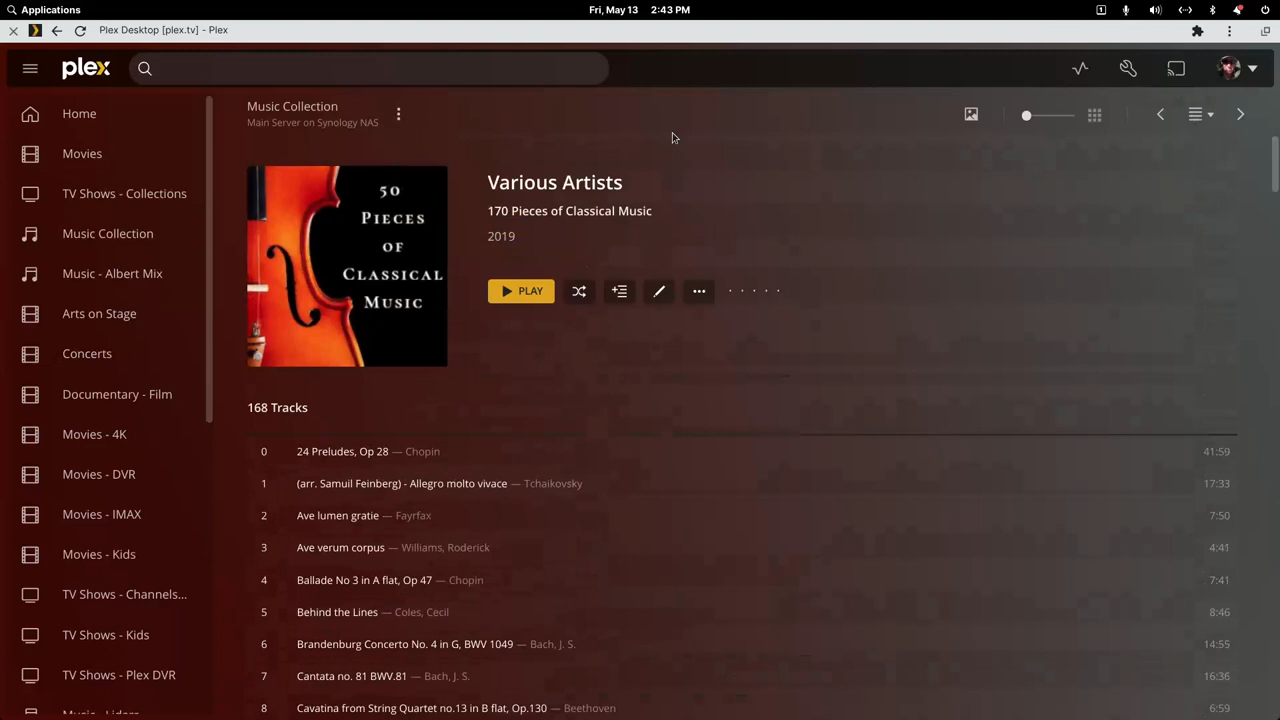 Applications
Fri, May 13 2:43 PM
Plex Desktop [plex.tv] - Plex
plex
Home
Movies
TV Shows - Collections
Music Collection
Music - Albert Mix
Arts on Stage
Concerts
Documentary - Film
Movies - 4K
Movies - DVR
Movies - IMAX
Movies - Kids
TV Shows - Channels...
TV Shows - Kids
TV Shows - Plex DVR
Music Collection
Main Server on Synology NAS
50
PIECES
OF
CLASSICAL
MUSIC
Various Artists
170 Pieces of Classical Music
2019
PLAY
168 Tracks
0 24 Preludes, Op 28 — Chopin 41:59
1 (arr. Samuil Feinberg) - Allegro molto vivace — Tchaikovsky 17:33
2 Ave lumen gratie — Fayrfax 7:50
3 Ave verum corpus — Williams, Roderick 4:41
4 Ballade No 3 in A flat, Op 47 — Chopin 7:41
5 Behind the Lines — Coles, Cecil 8:46
6 Brandenburg Concerto No. 4 in G, BWV 1049 — Bach, J. S. 14:55
7 Cantata no. 81 BWV.81 — Bach, J. S. 16:36
8 Cavatina from String Quartet no.13 in B flat, Op.130 — Beethoven 6:59